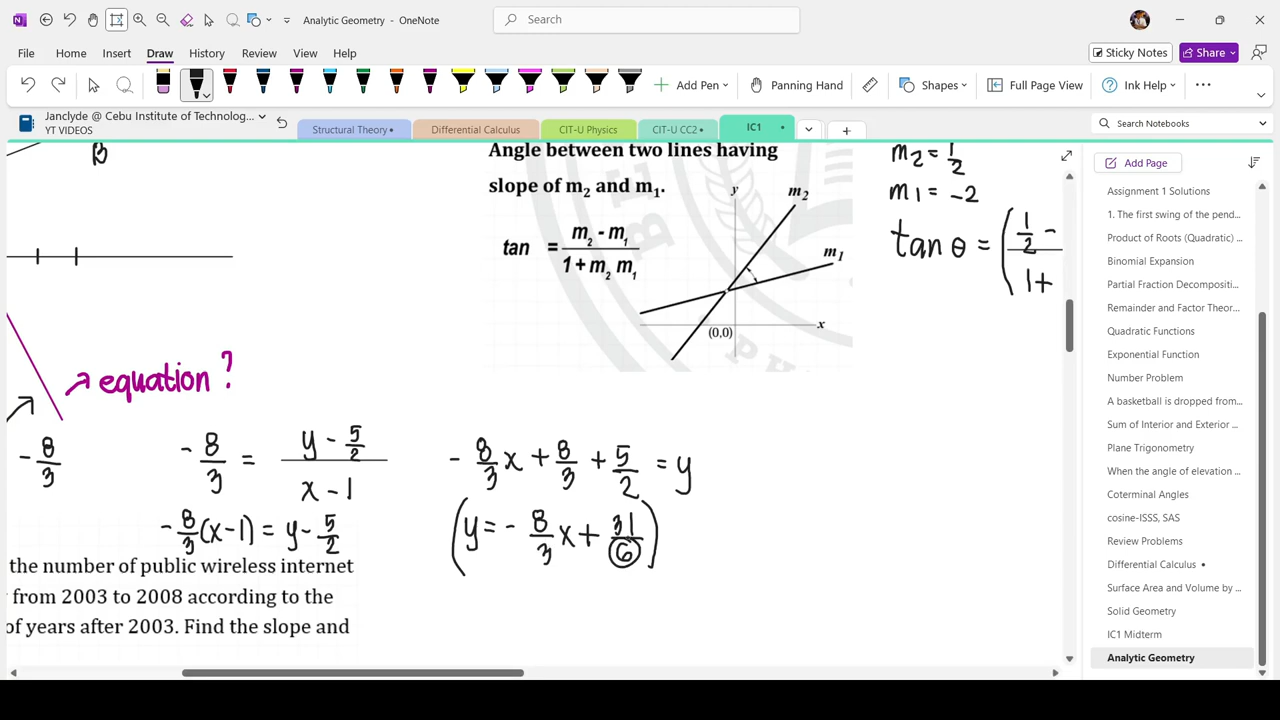 Analytic Geometry - OneNote
Search
File Home Insert Draw History Review View Help
Sticky Notes
Share
Add Pen
Panning Hand
Shapes
Full Page View
Ink Help
Janclyde @ Cebu Institute of Technolog...
YT VIDEOS
Structural Theory
Differential Calculus
CIT-U Physics
CIT-U CC2
IC1
Search Notebooks
β
Angle between two lines having
slope of m₂ and m₁.
tan = (m₂ - m₁)/(1 + m₂ m₁)
y
m₂
m₁
x
(0,0)
m₂ = 1/2
m₁ = -2
tan θ = (1/2 -
1+
→ equation?
-8/3
-8/3 = (y - 5/2)/(x - 1)
-8/3(x-1) = y - 5/2
-8/3 x + 8/3 + 5/2 = y
(y = -8/3 x + 31/6)
the number of public wireless internet
from 2003 to 2008 according to the
of years after 2003. Find the slope and
Add Page
Assignment 1 Solutions
1. The first swing of the pend...
Product of Roots (Quadratic) ...
Binomial Expansion
Partial Fraction Decompositi...
Remainder and Factor Theor...
Quadratic Functions
Exponential Function
Number Problem
A basketball is dropped from...
Sum of Interior and Exterior ...
Plane Trigonometry
When the angle of elevation ...
Coterminal Angles
cosine-ISSS, SAS
Review Problems
Differential Calculus
Surface Area and Volume by ...
Solid Geometry
IC1 Midterm
Analytic Geometry